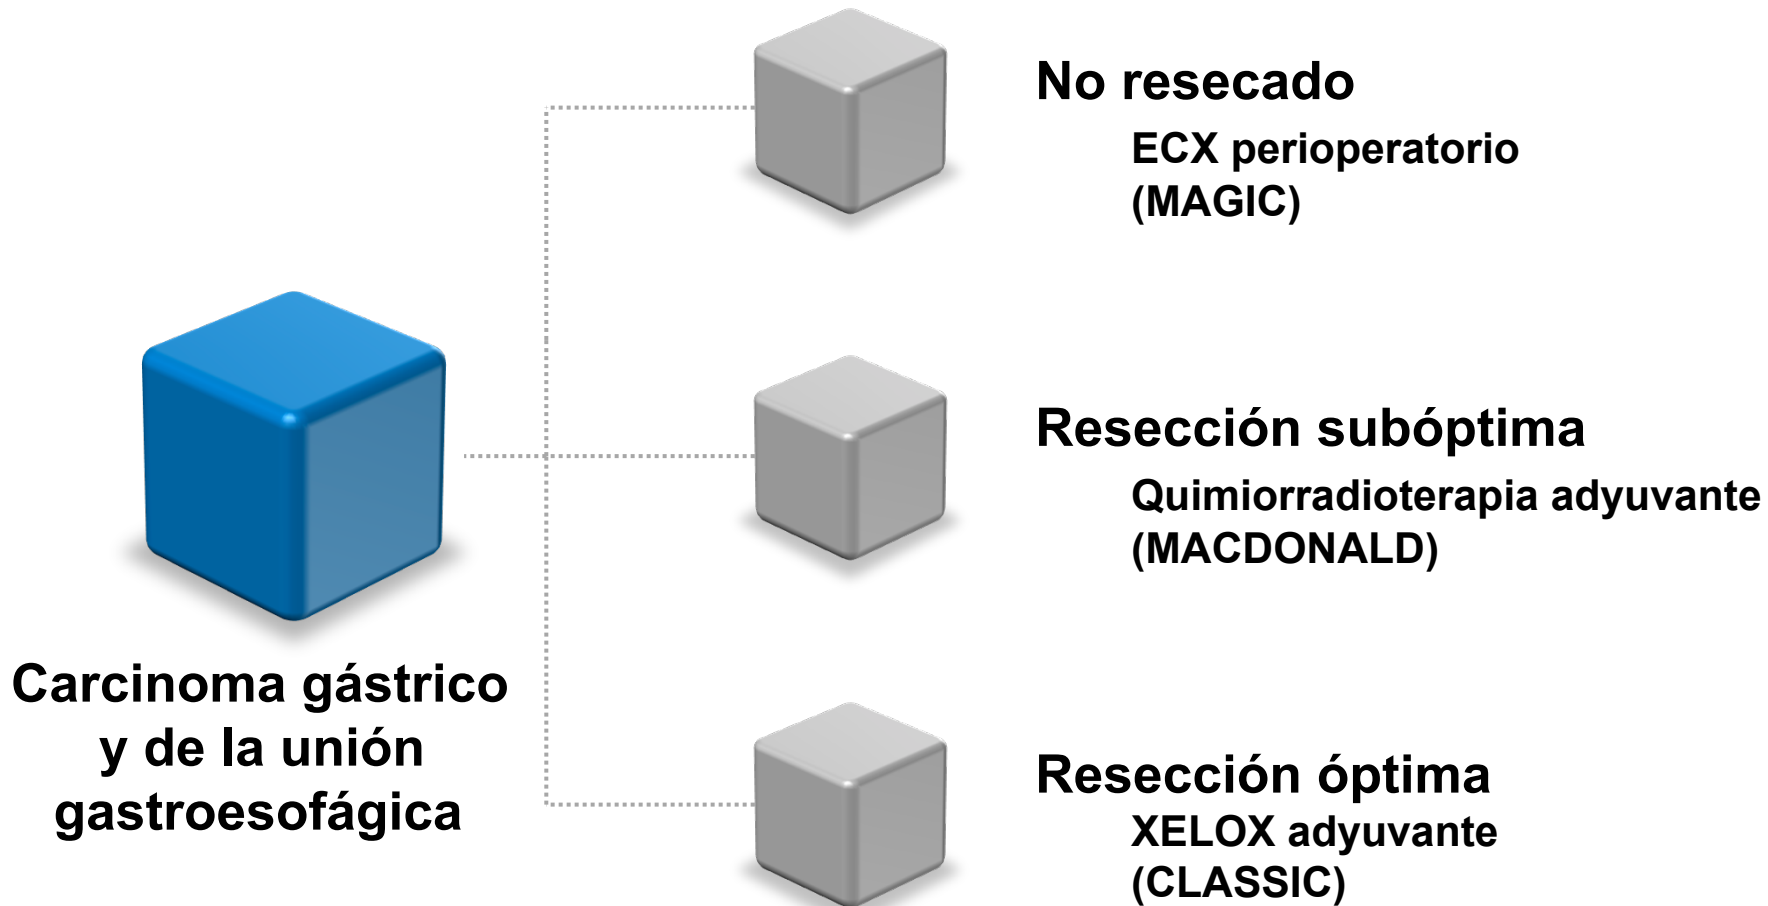 No resecado
ECX perioperatorio
(MAGIC)
Resección subóptima
Quimiorradioterapia adyuvante
(MACDONALD)
Carcinoma gástrico
y de la unión
gastroesofágica
Resección óptima
XELOX adyuvante
(CLASSIC)